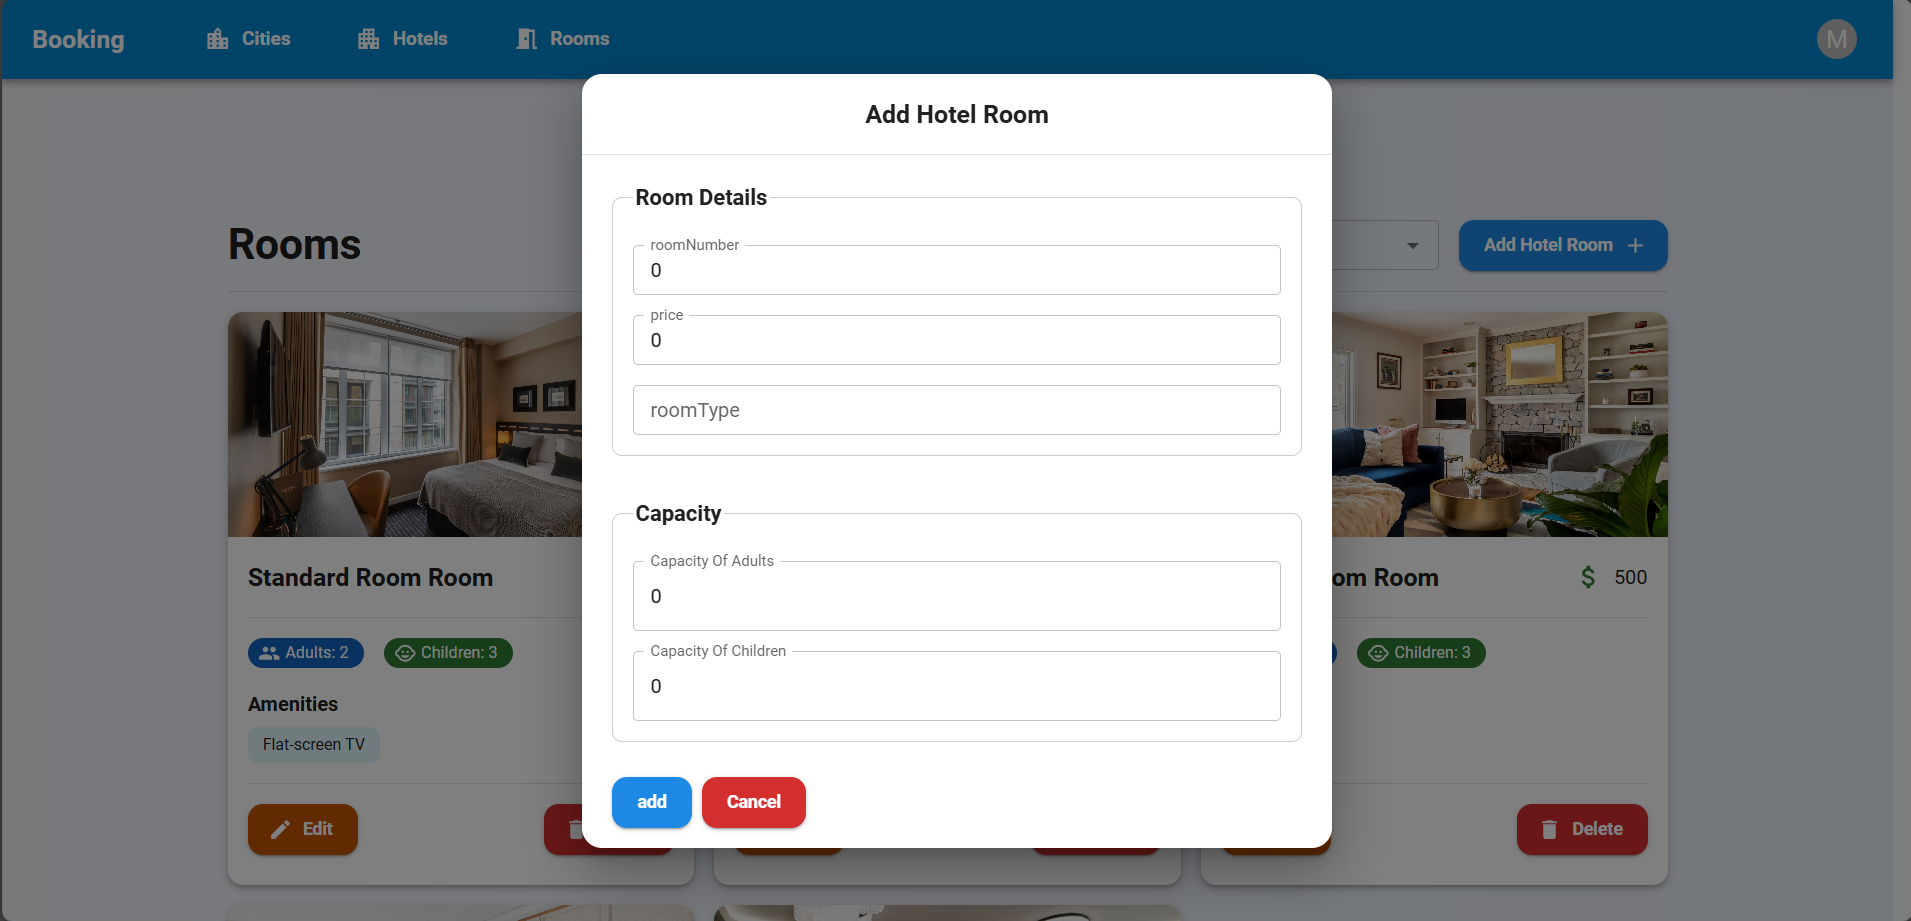 Booking
Cities
Hotels
Rooms
M
Add Hotel Room
Room Details
roomNumber
0
price
0
roomType
Capacity
Capacity Of Adults
0
Capacity Of Children
0
add
Cancel
Rooms
Add Hotel Room
Standard Room Room
Adults: 2
Children: 3
Amenities
Flat-screen TV
Edit
om Room
$ 500
Children: 3
Delete